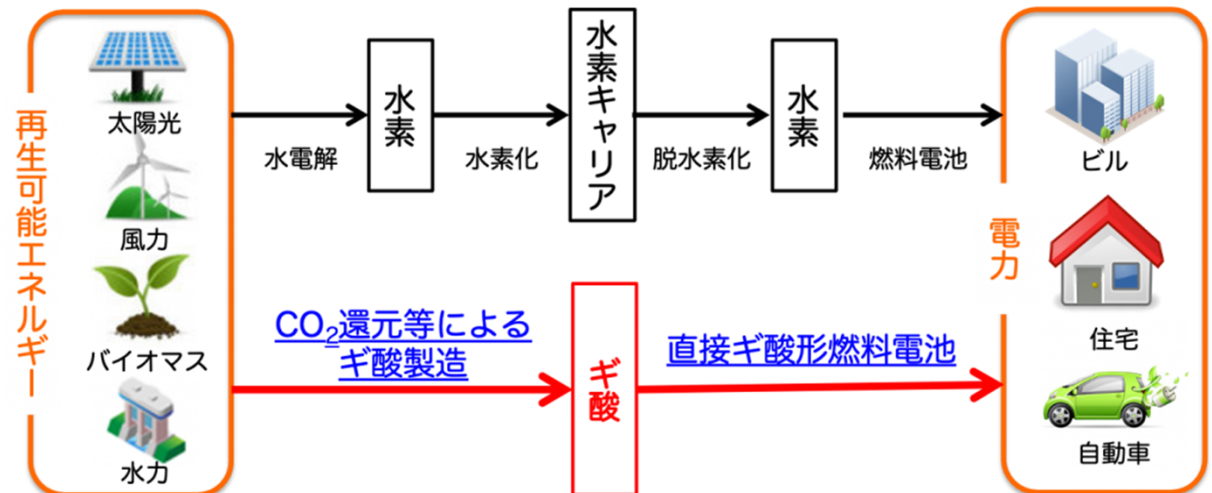 再生可能エネルギー
太陽光
風力
バイオマス
水力
水電解
水素
水素化
水素キャリア
脱水素化
水素
燃料電池
CO₂還元等による
ギ酸製造
ギ酸
直接ギ酸形燃料電池
電力
ビル
住宅
自動車